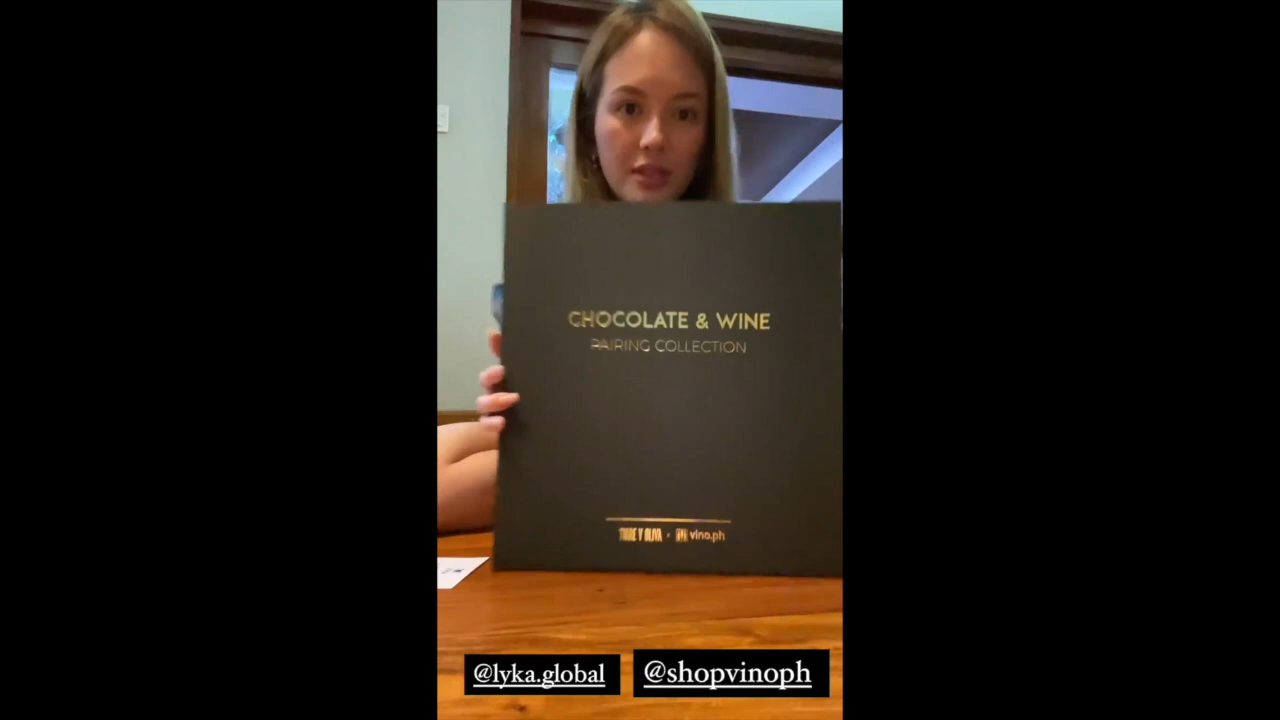 CHOCOLATE & WINE
PAIRING COLLECTION
vino.ph
@lyka.global
@shopvinoph